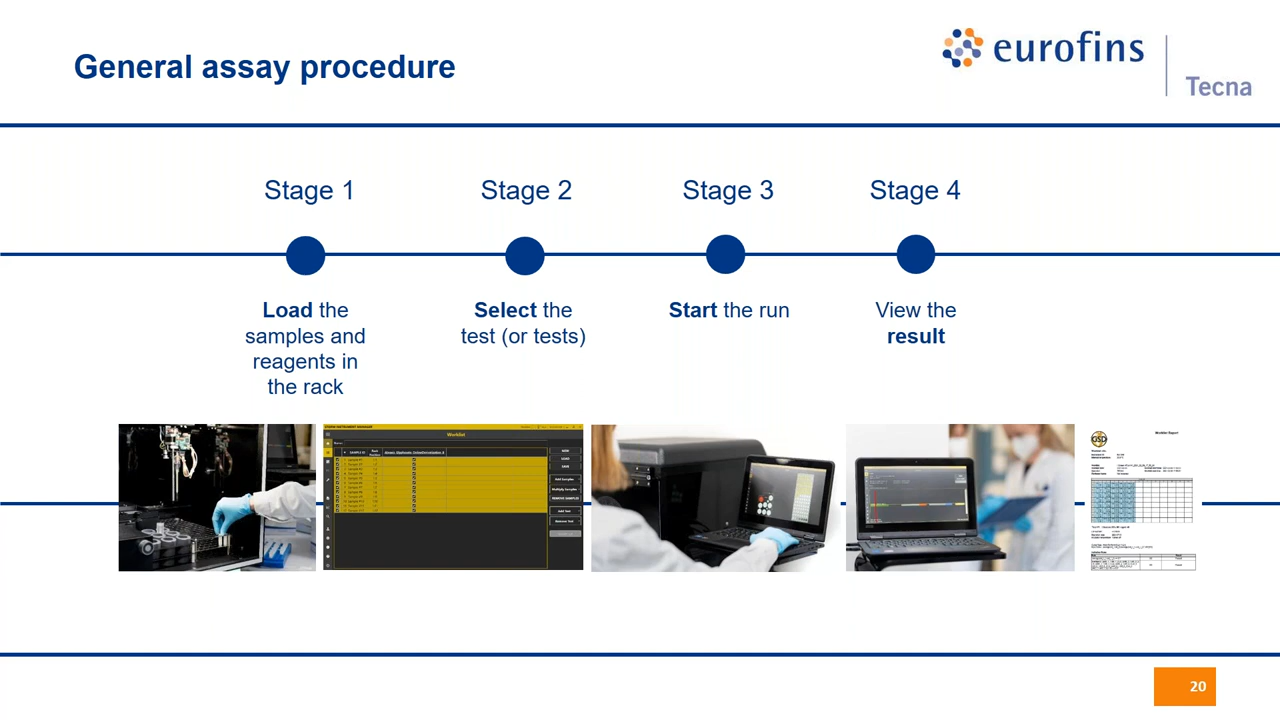 General assay procedure
eurofins
Tecna
Stage 1
Stage 2
Stage 3
Stage 4
Load the
samples and
reagents in
the rack
Select the
test (or tests)
Start the run
View the
result
Worklist
GSD
20